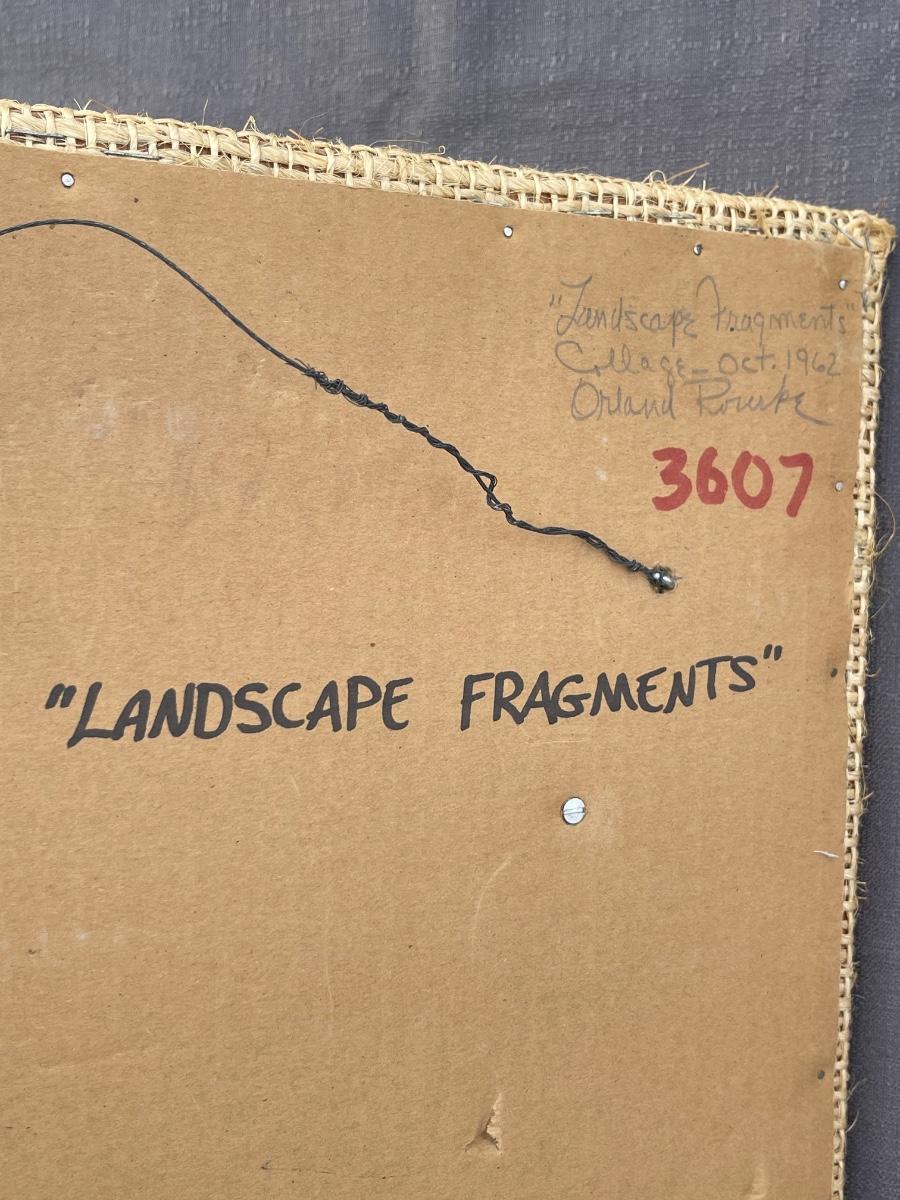 "Landscape Fragments"
Collage - Oct. 1962
Orland Rourke
3607
"LANDSCAPE FRAGMENTS"